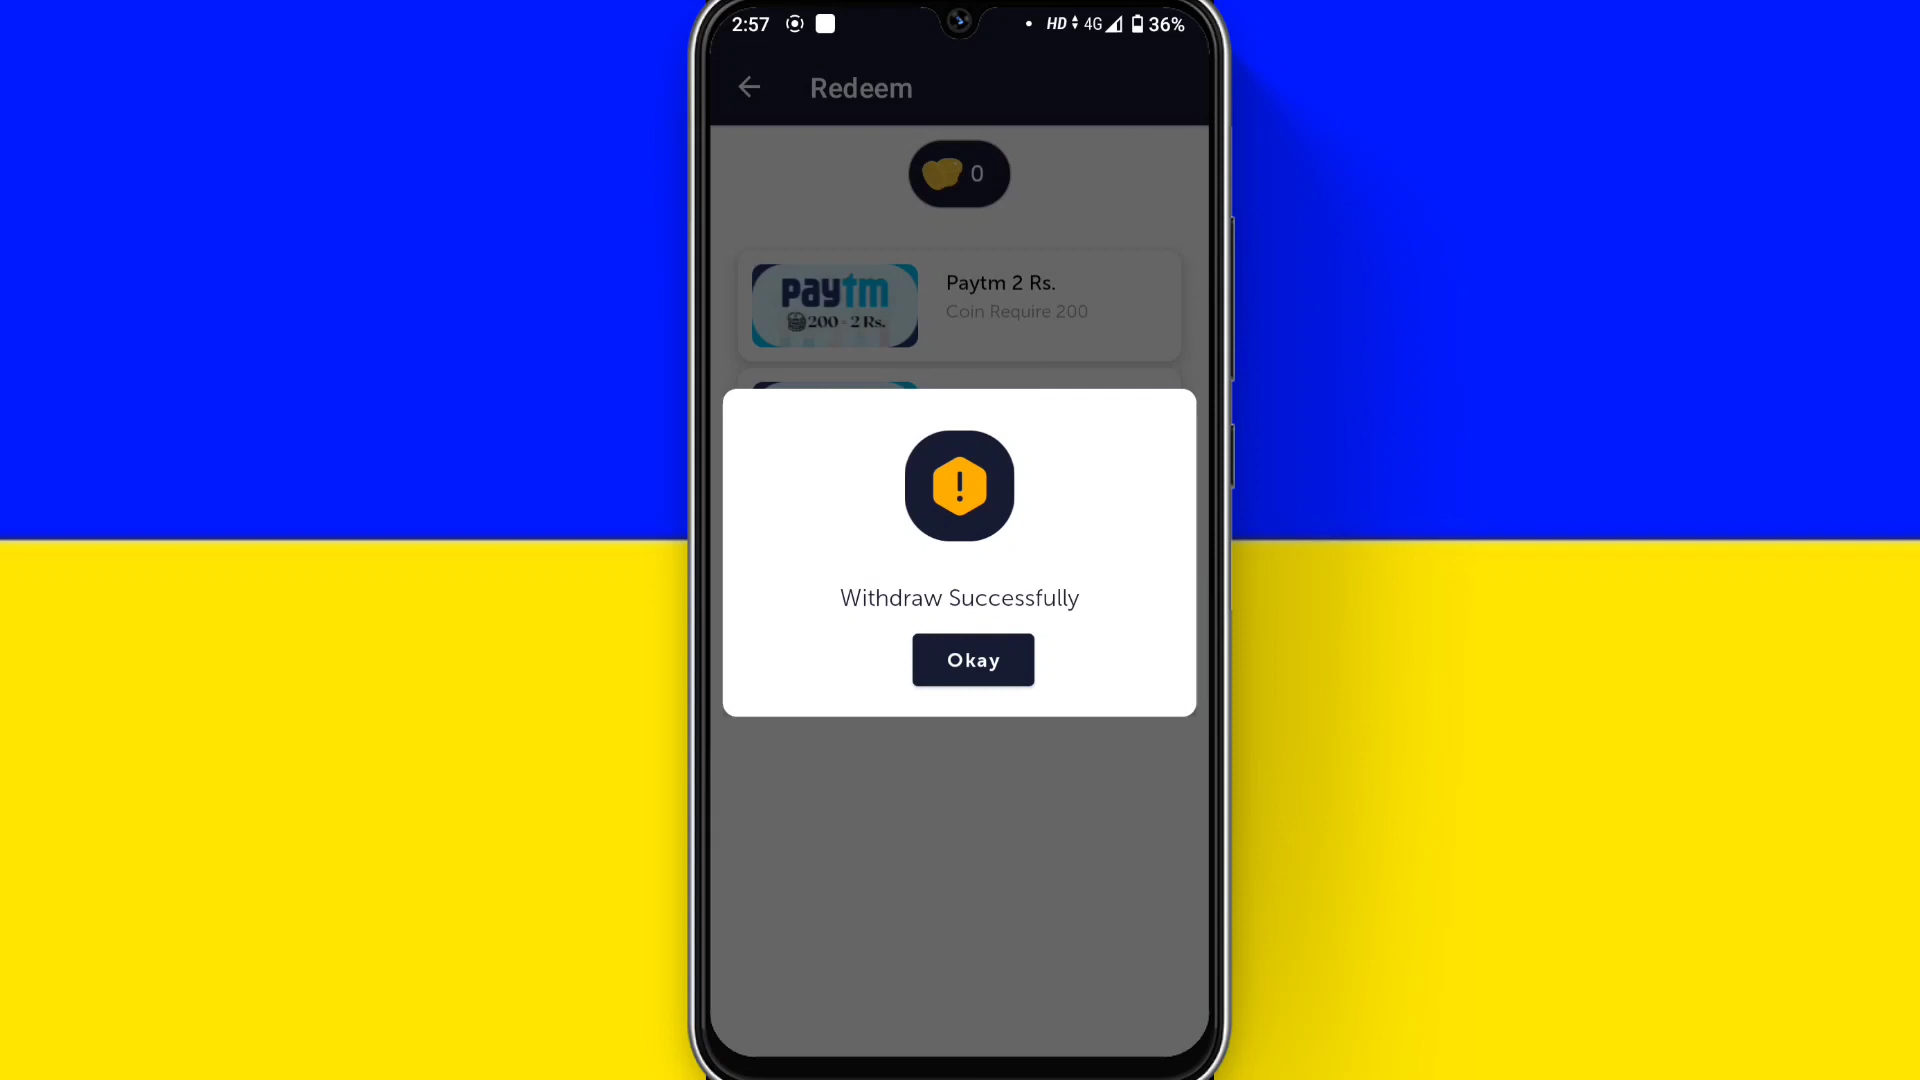 2:57 HD 4G 36%
Redeem
0
paytm
200 = 2 Rs.
Paytm 2 Rs.
Coin Require 200
!
Withdraw Successfully
Okay